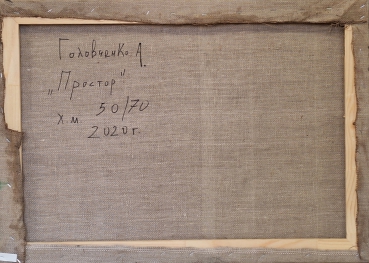 Головченко А.
„Простор"
х.м. 50/70
2020г.